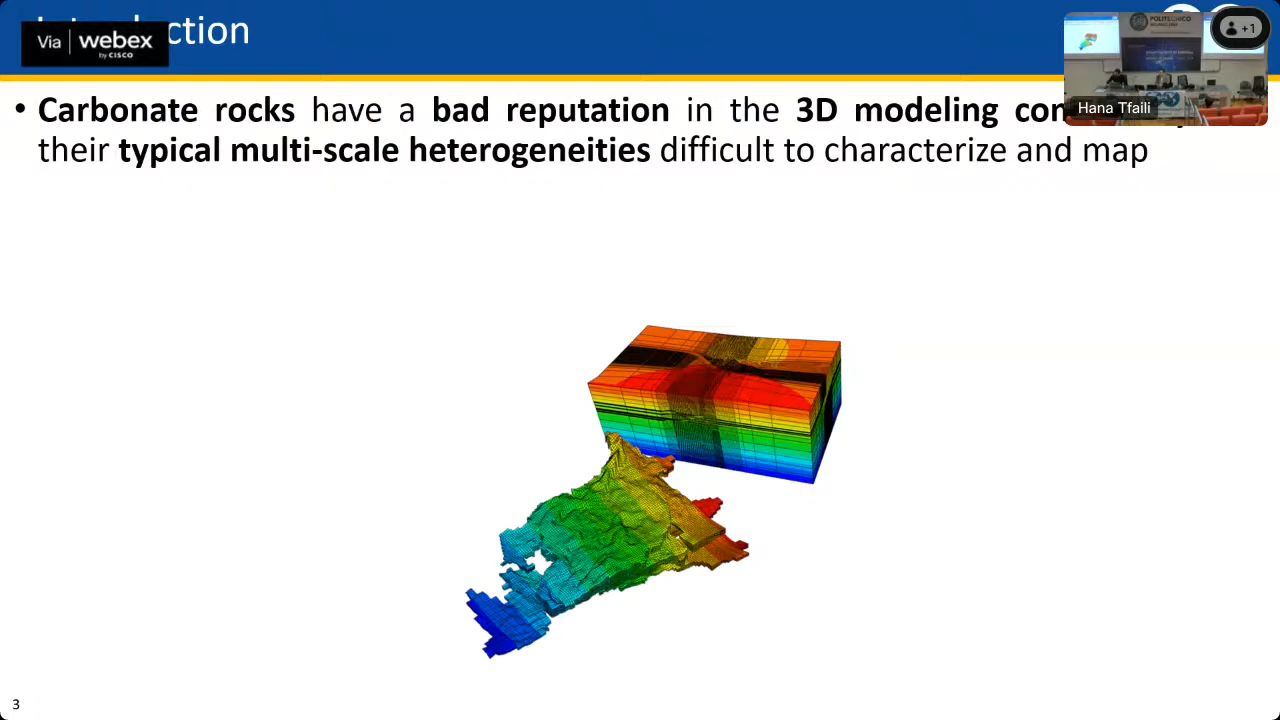 ction
Via webex
by CISCO
POLITECNICO
+1
Hana Tfaili
• Carbonate rocks have a bad reputation in the 3D modeling
their typical multi-scale heterogeneities difficult to characterize and map
3